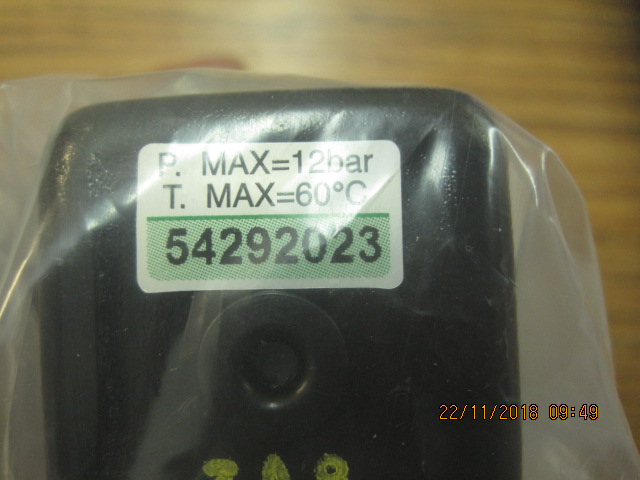 P. MAX=12bar
T. MAX=60°C
54292023
22/11/2018 09:49